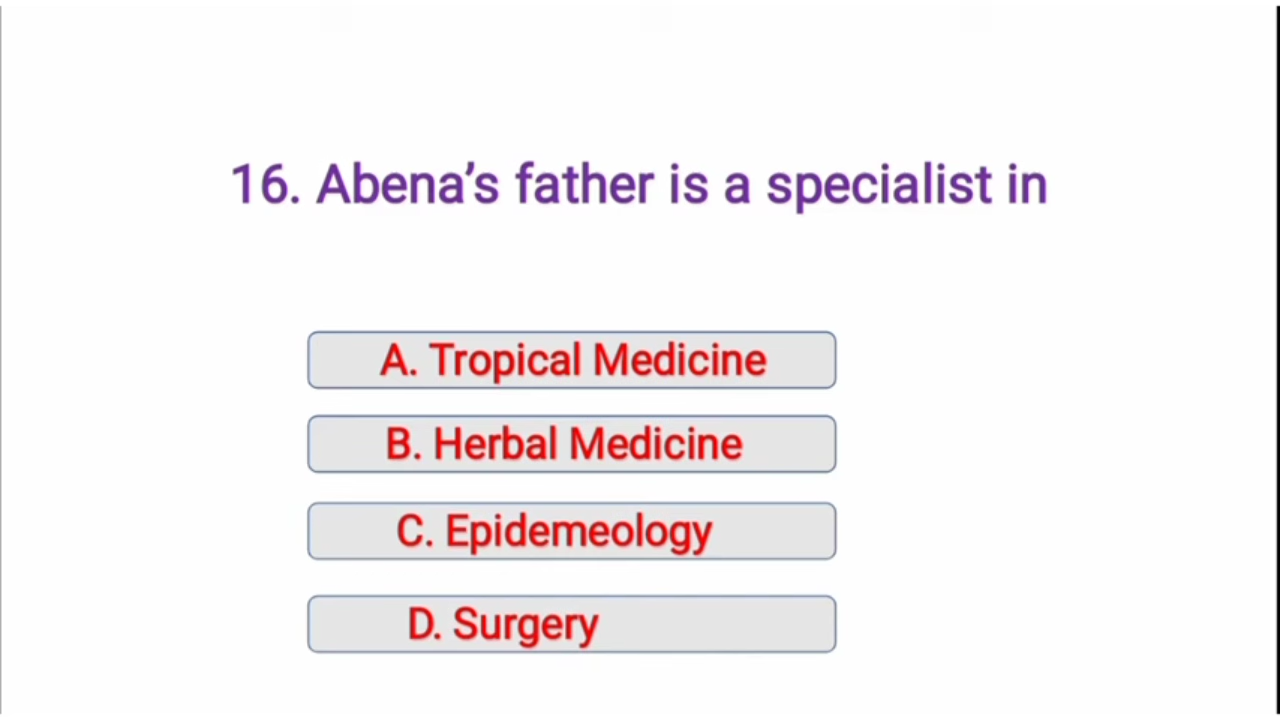 16. Abena’s father is a specialist in
A. Tropical Medicine
B. Herbal Medicine
C. Epidemeology
D. Surgery